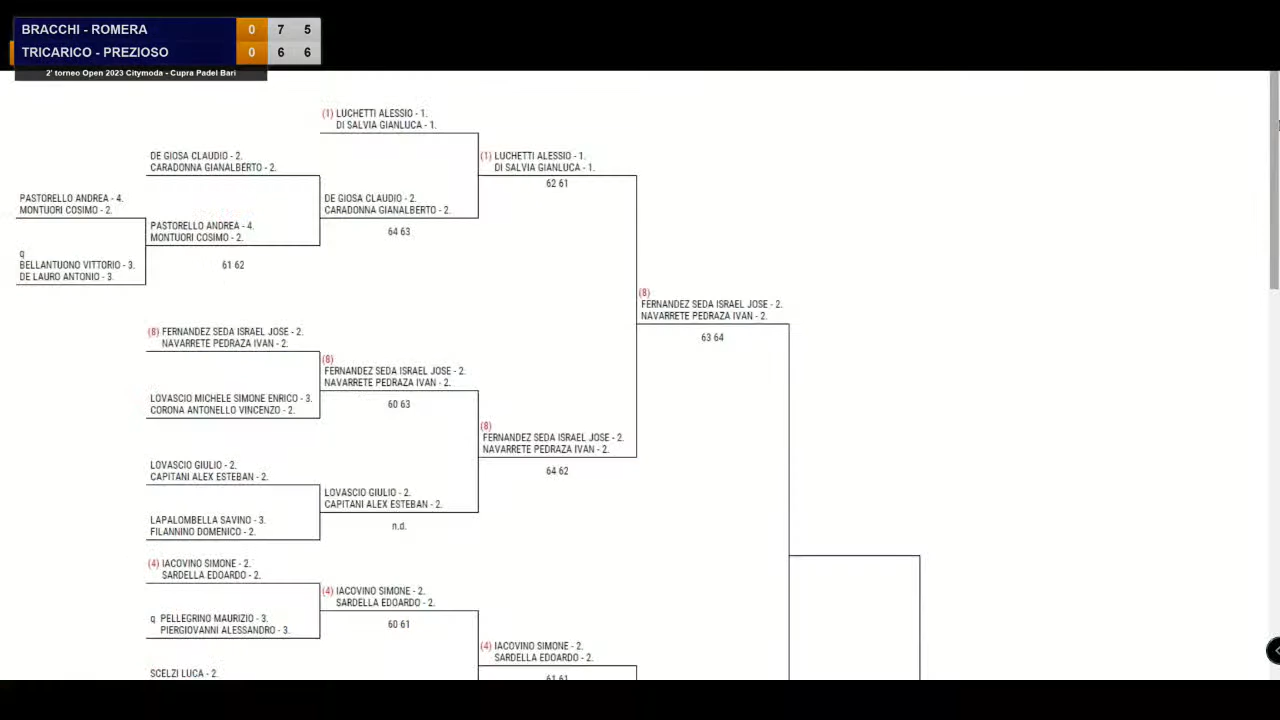 BRACCHI - ROMERA 0 7 5
TRICARICO - PREZIOSO 0 6 6
2' torneo Open 2023 Citymoda - Cupra Padel Bari
(1) LUCHETTI ALESSIO - 1.
DI SALVIA GIANLUCA - 1.
DE GIOSA CLAUDIO - 2.
CARADONNA GIANALBERTO - 2.
(1) LUCHETTI ALESSIO - 1.
DI SALVIA GIANLUCA - 1.
62 61
PASTORELLO ANDREA - 4.
MONTUORI COSIMO - 2.
DE GIOSA CLAUDIO - 2.
CARADONNA GIANALBERTO - 2.
64 63
PASTORELLO ANDREA - 4.
MONTUORI COSIMO - 2.
61 62
q
BELLANTUONO VITTORIO - 3.
DE LAURO ANTONIO - 3.
(8)
FERNANDEZ SEDA ISRAEL JOSE - 2.
NAVARRETE PEDRAZA IVAN - 2.
63 64
(8) FERNANDEZ SEDA ISRAEL JOSE - 2.
NAVARRETE PEDRAZA IVAN - 2.
(8)
FERNANDEZ SEDA ISRAEL JOSE - 2.
NAVARRETE PEDRAZA IVAN - 2.
60 63
LOVASCIO MICHELE SIMONE ENRICO - 3.
CORONA ANTONELLO VINCENZO - 2.
(8)
FERNANDEZ SEDA ISRAEL JOSE - 2.
NAVARRETE PEDRAZA IVAN - 2.
64 62
LOVASCIO GIULIO - 2.
CAPITANI ALEX ESTEBAN - 2.
LOVASCIO GIULIO - 2.
CAPITANI ALEX ESTEBAN - 2.
n.d.
LAPALOMBELLA SAVINO - 3.
FILANNINO DOMENICO - 2.
(4) IACOVINO SIMONE - 2.
SARDELLA EDOARDO - 2.
(4) IACOVINO SIMONE - 2.
SARDELLA EDOARDO - 2.
60 61
q PELLEGRINO MAURIZIO - 3.
PIERGIOVANNI ALESSANDRO - 3.
(4) IACOVINO SIMONE - 2.
SARDELLA EDOARDO - 2.
61 61
SCELZI LUCA - 2.